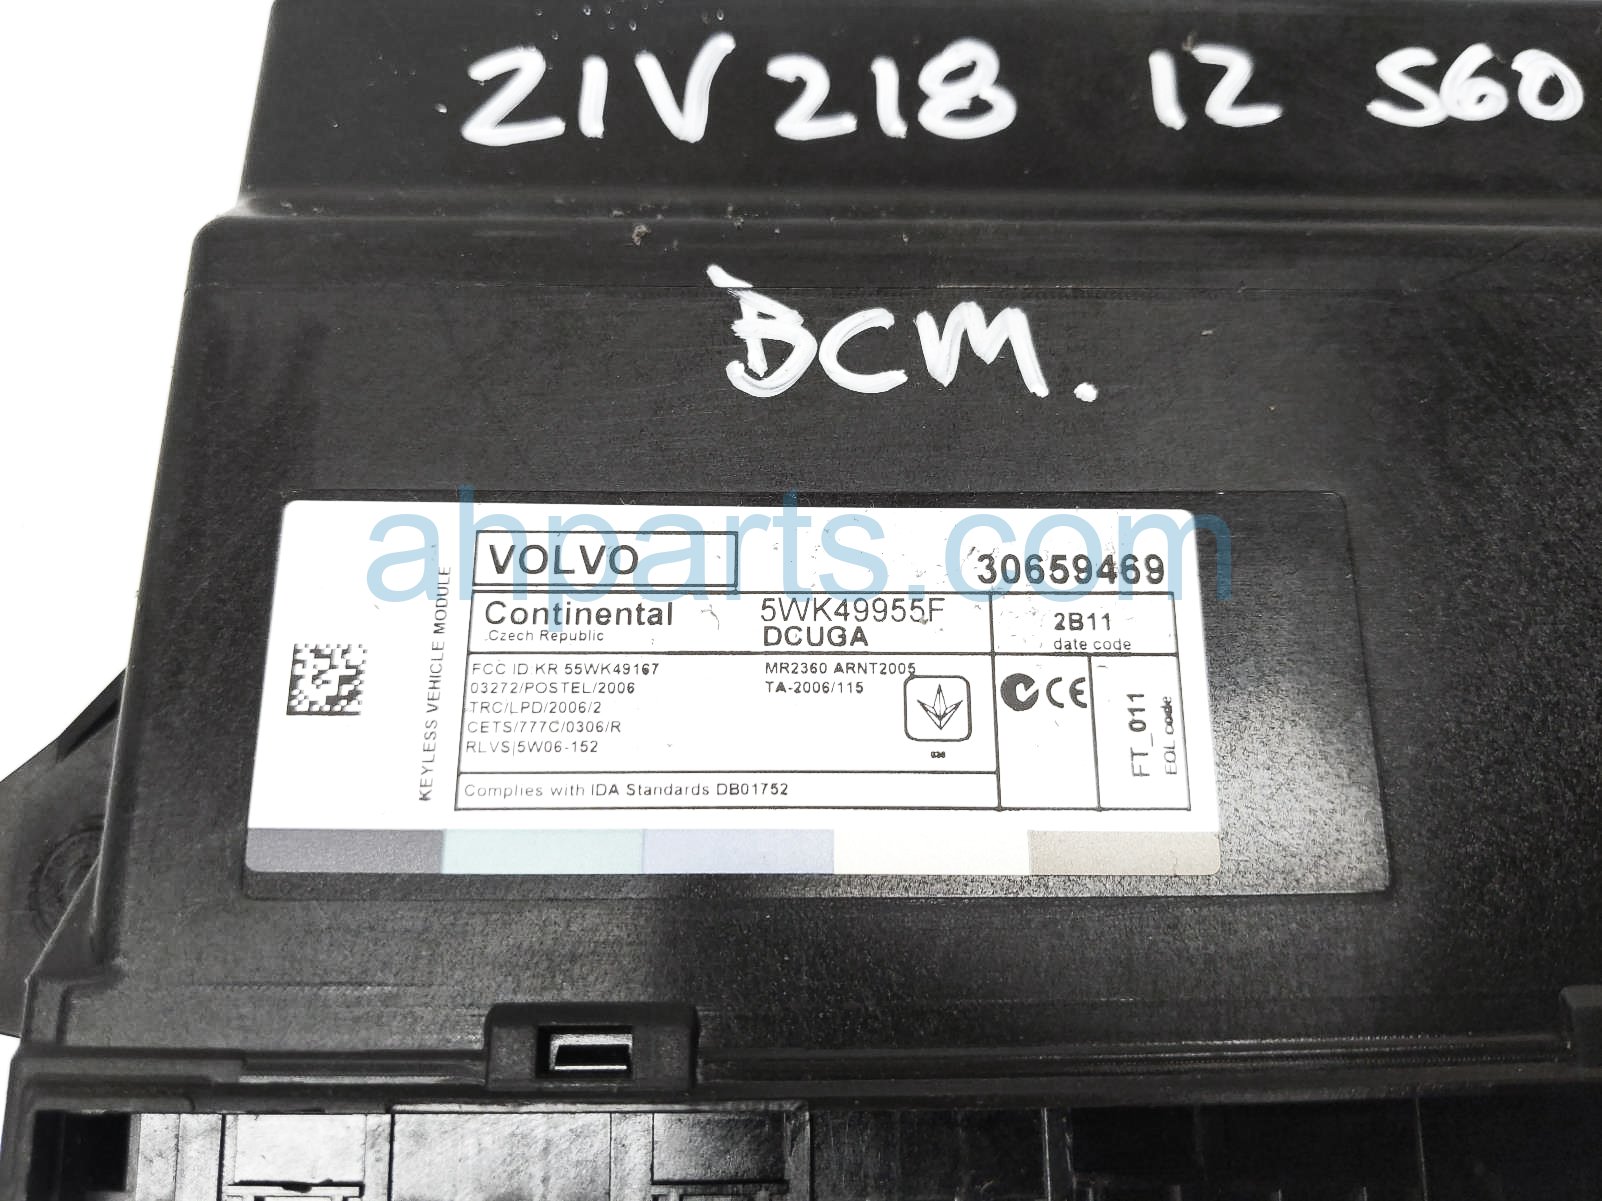 21V218 12 S60
BCM.
ahparts.com
VOLVO
30659469
Continental 5WK49955F
Czech Republic DCUGA
2B11
date code
KEYLESS VEHICLE MODULE
FCC ID KR 55WK49167 MR2360 ARNT2005
03272/POSTEL/2006 TA-2006/115
TRC/LPD/2006/2
CETS/777C/0306/R
RLVS|5W06-152
CE
FT_011
EOL code
Complies with IDA Standards DB01752